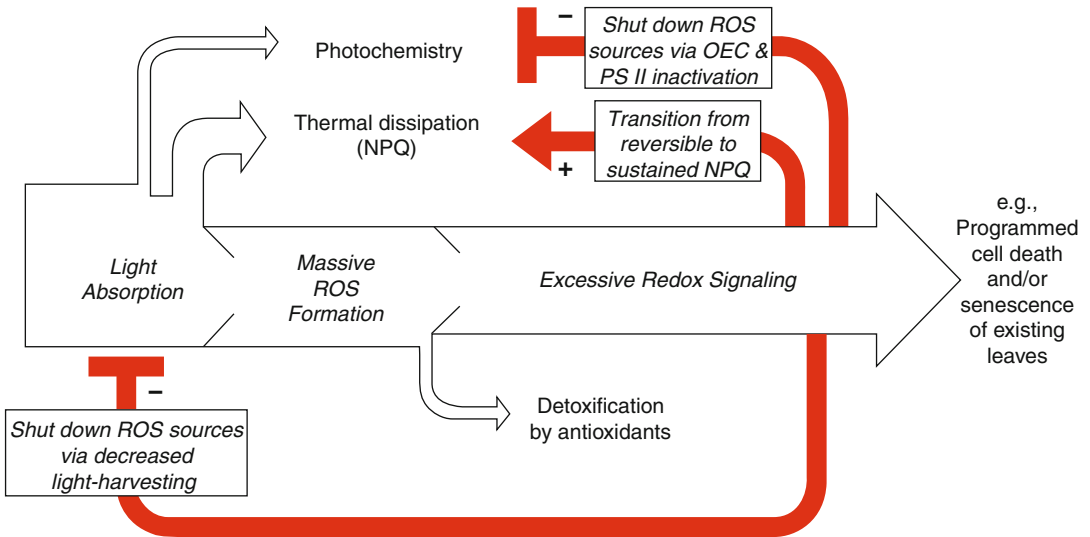 Photochemistry
–
Shut down ROS
sources via OEC &
PS II inactivation
Thermal dissipation
(NPQ)
+
Transition from
reversible to
sustained NPQ
Light
Absorption
Massive
ROS
Formation
Excessive Redox Signaling
e.g.,
Programmed
cell death
and/or
senescence
of existing
leaves
–
Shut down ROS sources
via decreased
light-harvesting
Detoxification
by antioxidants